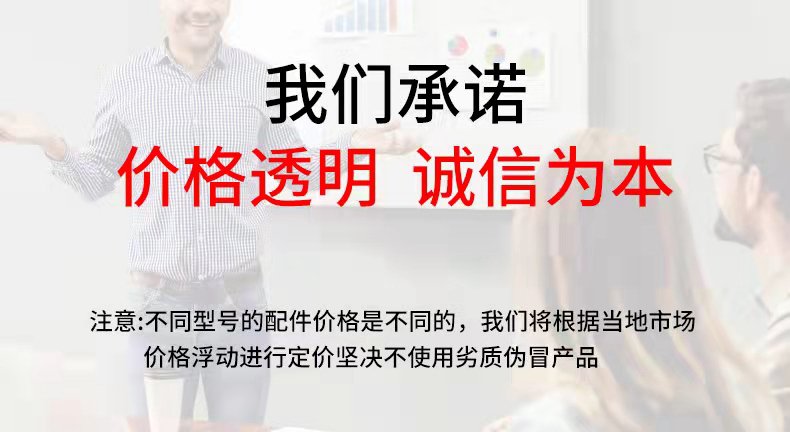 我们承诺
价格透明 诚信为本
注意:不同型号的配件价格是不同的，我们将根据当地市场
价格浮动进行定价坚决不使用劣质伪冒产品